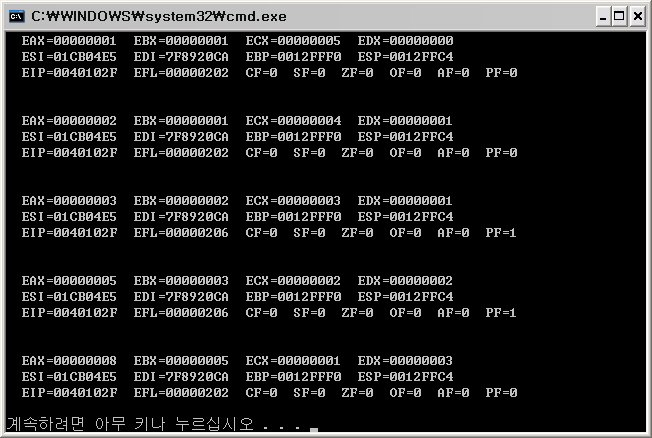 C:₩WINDOWS₩system32₩cmd.exe
EAX=00000001 EBX=00000001 ECX=00000005 EDX=00000000
ESI=01CB04E5 EDI=7F8920CA EBP=0012FFF0 ESP=0012FFC4
EIP=0040102F EFL=00000202 CF=0 SF=0 ZF=0 OF=0 AF=0 PF=0
EAX=00000002 EBX=00000001 ECX=00000004 EDX=00000001
ESI=01CB04E5 EDI=7F8920CA EBP=0012FFF0 ESP=0012FFC4
EIP=0040102F EFL=00000202 CF=0 SF=0 ZF=0 OF=0 AF=0 PF=0
EAX=00000003 EBX=00000002 ECX=00000003 EDX=00000001
ESI=01CB04E5 EDI=7F8920CA EBP=0012FFF0 ESP=0012FFC4
EIP=0040102F EFL=00000206 CF=0 SF=0 ZF=0 OF=0 AF=0 PF=1
EAX=00000005 EBX=00000003 ECX=00000002 EDX=00000002
ESI=01CB04E5 EDI=7F8920CA EBP=0012FFF0 ESP=0012FFC4
EIP=0040102F EFL=00000206 CF=0 SF=0 ZF=0 OF=0 AF=0 PF=1
EAX=00000008 EBX=00000005 ECX=00000001 EDX=00000003
ESI=01CB04E5 EDI=7F8920CA EBP=0012FFF0 ESP=0012FFC4
EIP=0040102F EFL=00000202 CF=0 SF=0 ZF=0 OF=0 AF=0 PF=0
계속하려면 아무 키나 누르십시오 . . .